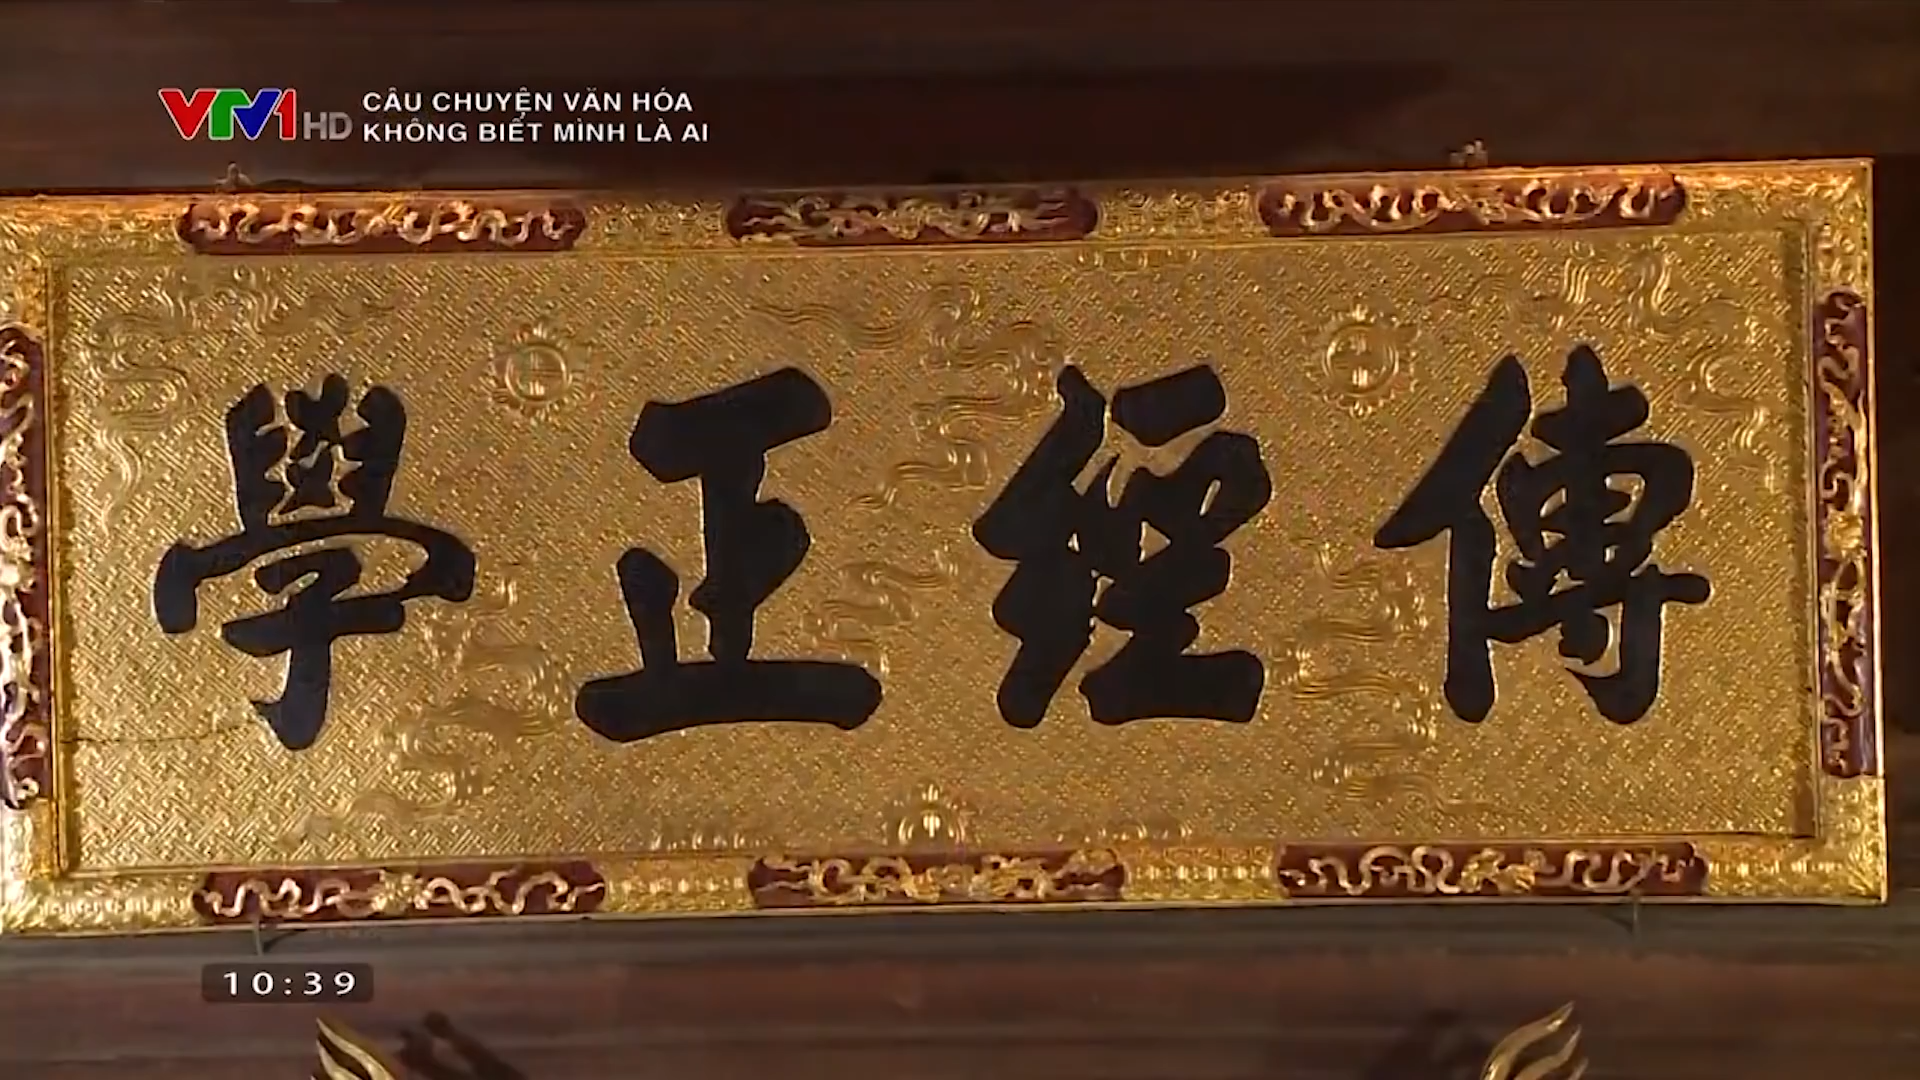 VTV1 HD
CÂU CHUYỆN VĂN HÓA
KHÔNG BIẾT MÌNH LÀ AI
傳經正學
10:39